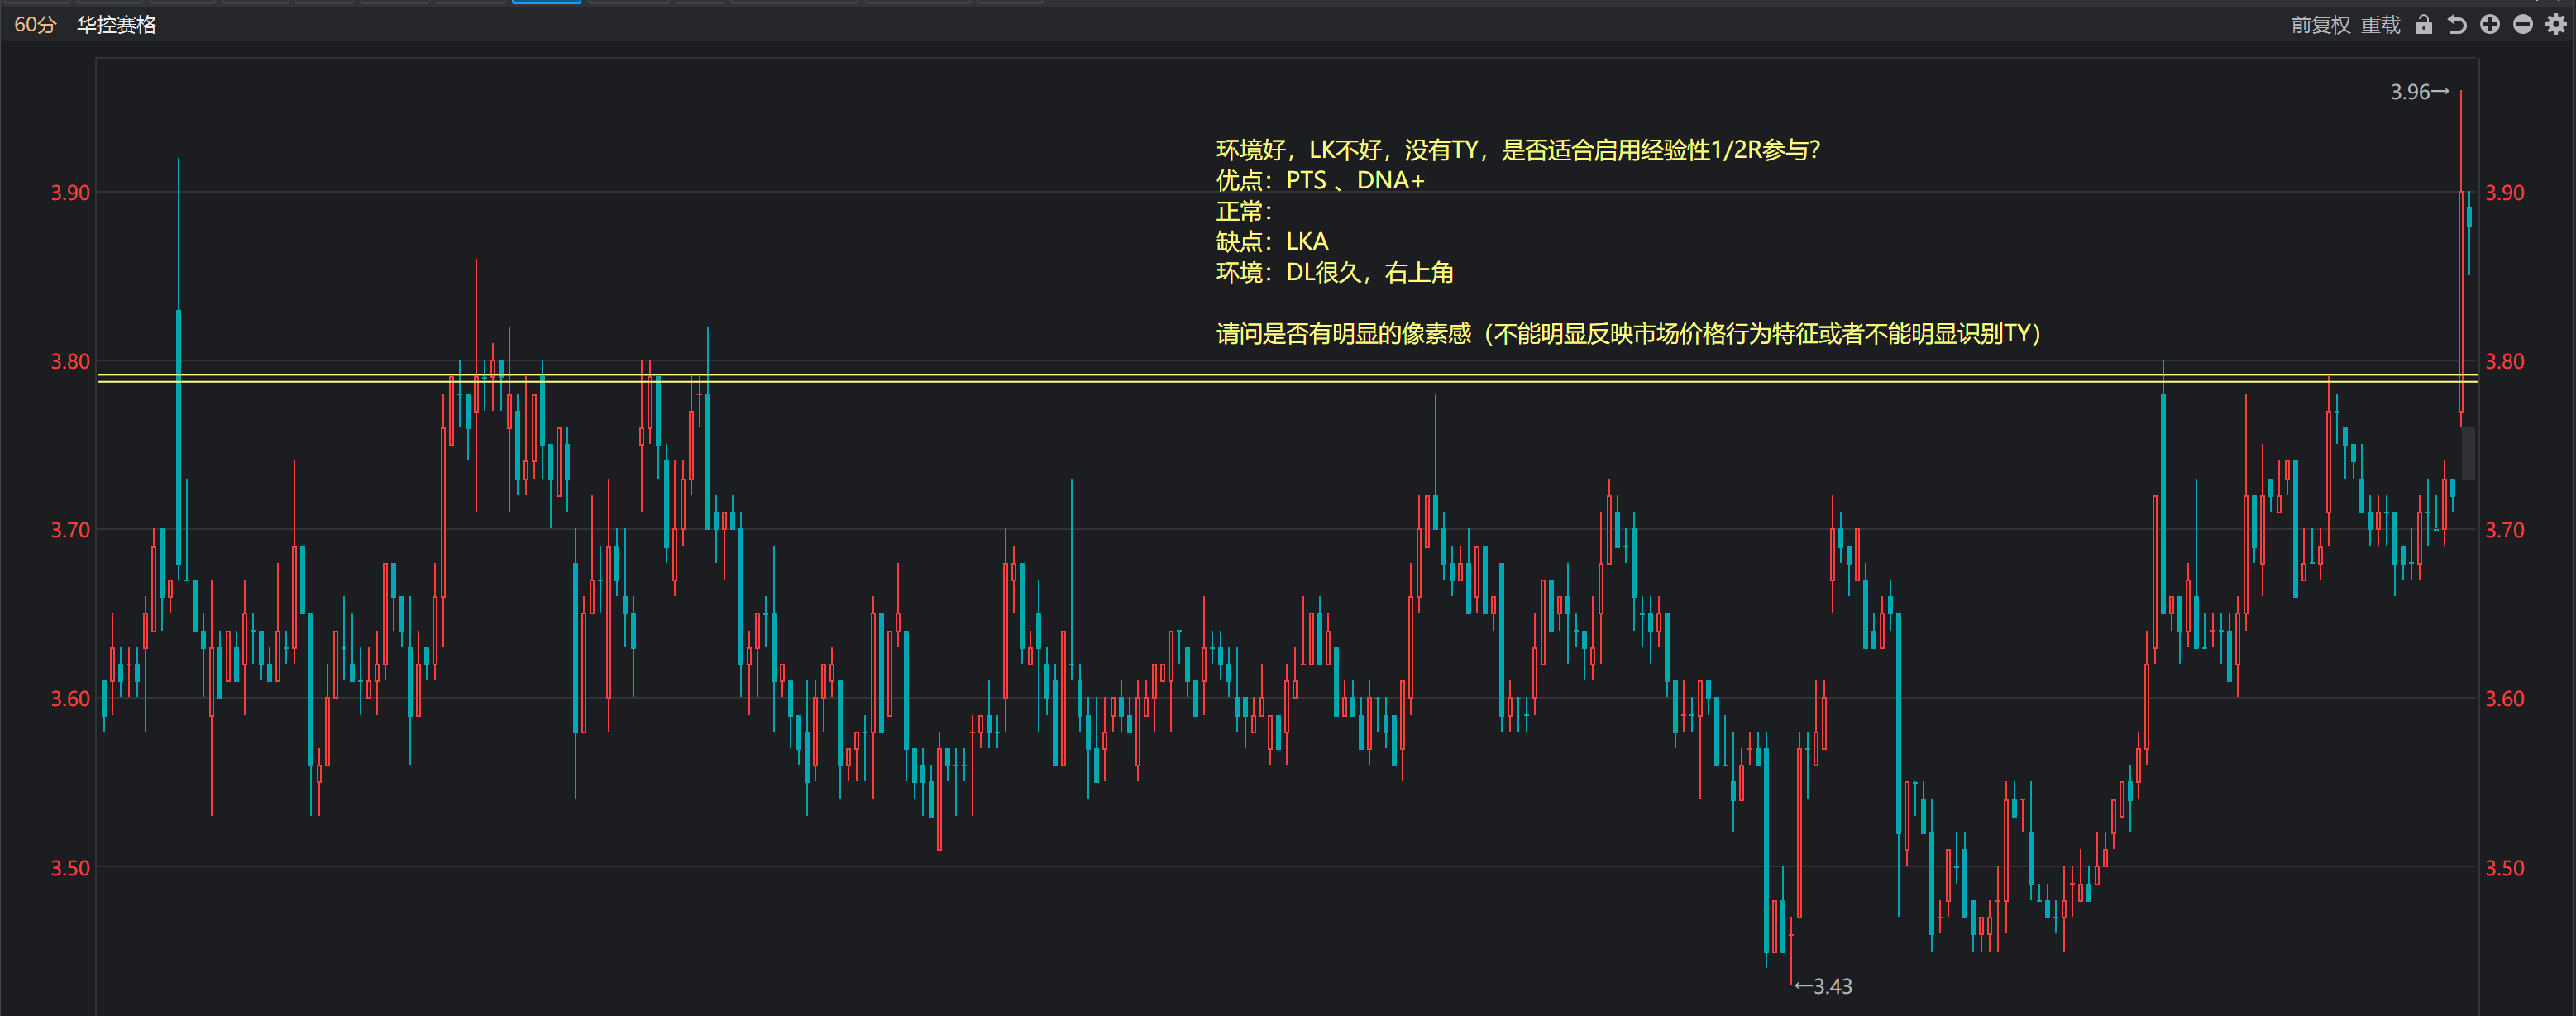 60分 华控赛格 前复权 重载
3.96→
环境好，LK不好，没有TY，是否适合启用经验性1/2R参与？
优点：PTS 、DNA+
3.90 3.90
正常：
缺点：LKA
环境：DL很久，右上角
请问是否有明显的像素感（不能明显反映市场价格行为特征或者不能明显识别TY）
3.80 3.80
3.70 3.70
3.60 3.60
3.50 3.50
←3.43